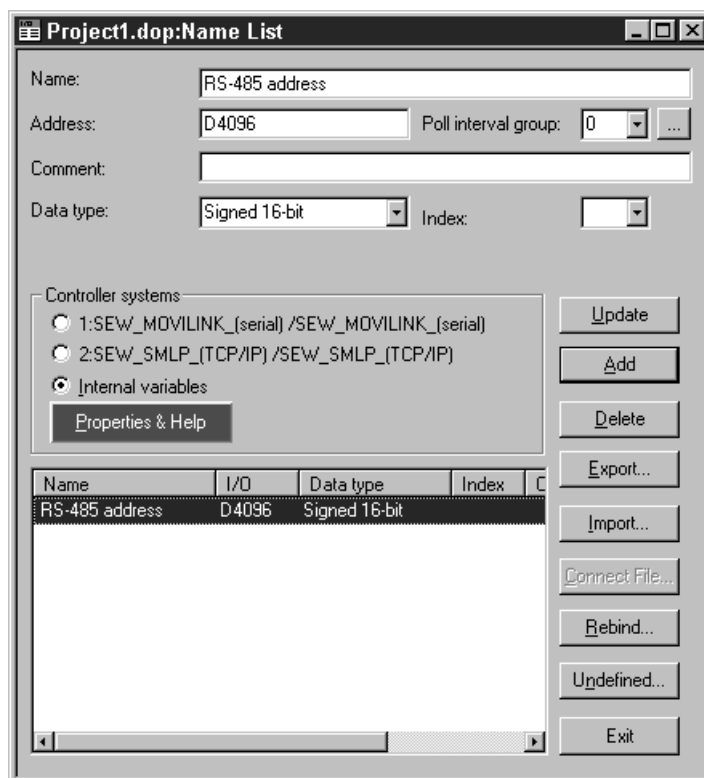 Project1.dop:Name List
Name: RS-485 address
Address: D4096 Poll interval group: 0 ...
Comment:
Data type: Signed 16-bit Index:
Controller systems
1:SEW_MOVILINK_(serial) /SEW_MOVILINK_(serial)
2:SEW_SMLP_(TCP/IP) /SEW_SMLP_(TCP/IP)
Internal variables
Properties & Help
Update
Add
Delete
Export...
Import...
Connect File...
Rebind...
Undefined...
Exit
Name I/O Data type Index C
RS-485 address D4096 Signed 16-bit